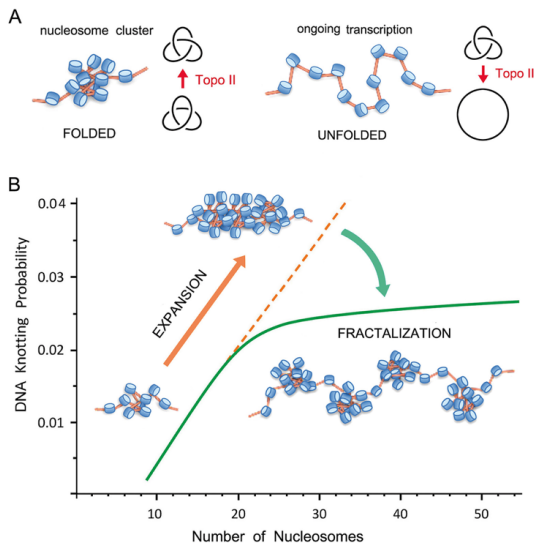 A
nucleosome cluster
ongoing transcription
Topo II
Topo II
FOLDED
UNFOLDED
B
0.04
0.03
0.02
0.01
DNA Knotting Probability
EXPANSION
FRACTALIZATION
10
20
30
40
50
Number of Nucleosomes